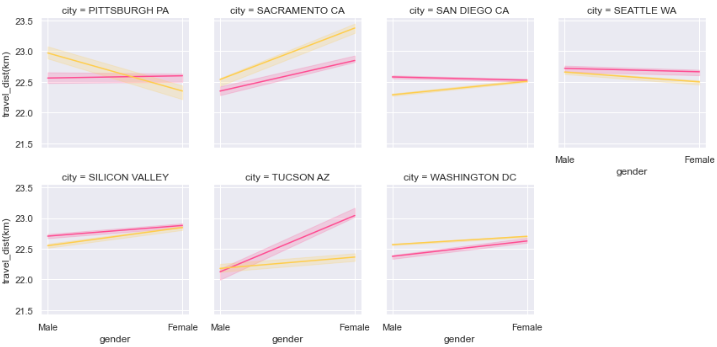 city = PITTSBURGH PA
city = SACRAMENTO CA
city = SAN DIEGO CA
city = SEATTLE WA
23.5
23.0
22.5
22.0
21.5
travel_dist(km)
Male
Female
gender
city = SILICON VALLEY
city = TUCSON AZ
city = WASHINGTON DC
23.5
23.0
22.5
22.0
21.5
travel_dist(km)
Male
Female
gender
Male
Female
gender
Male
Female
gender